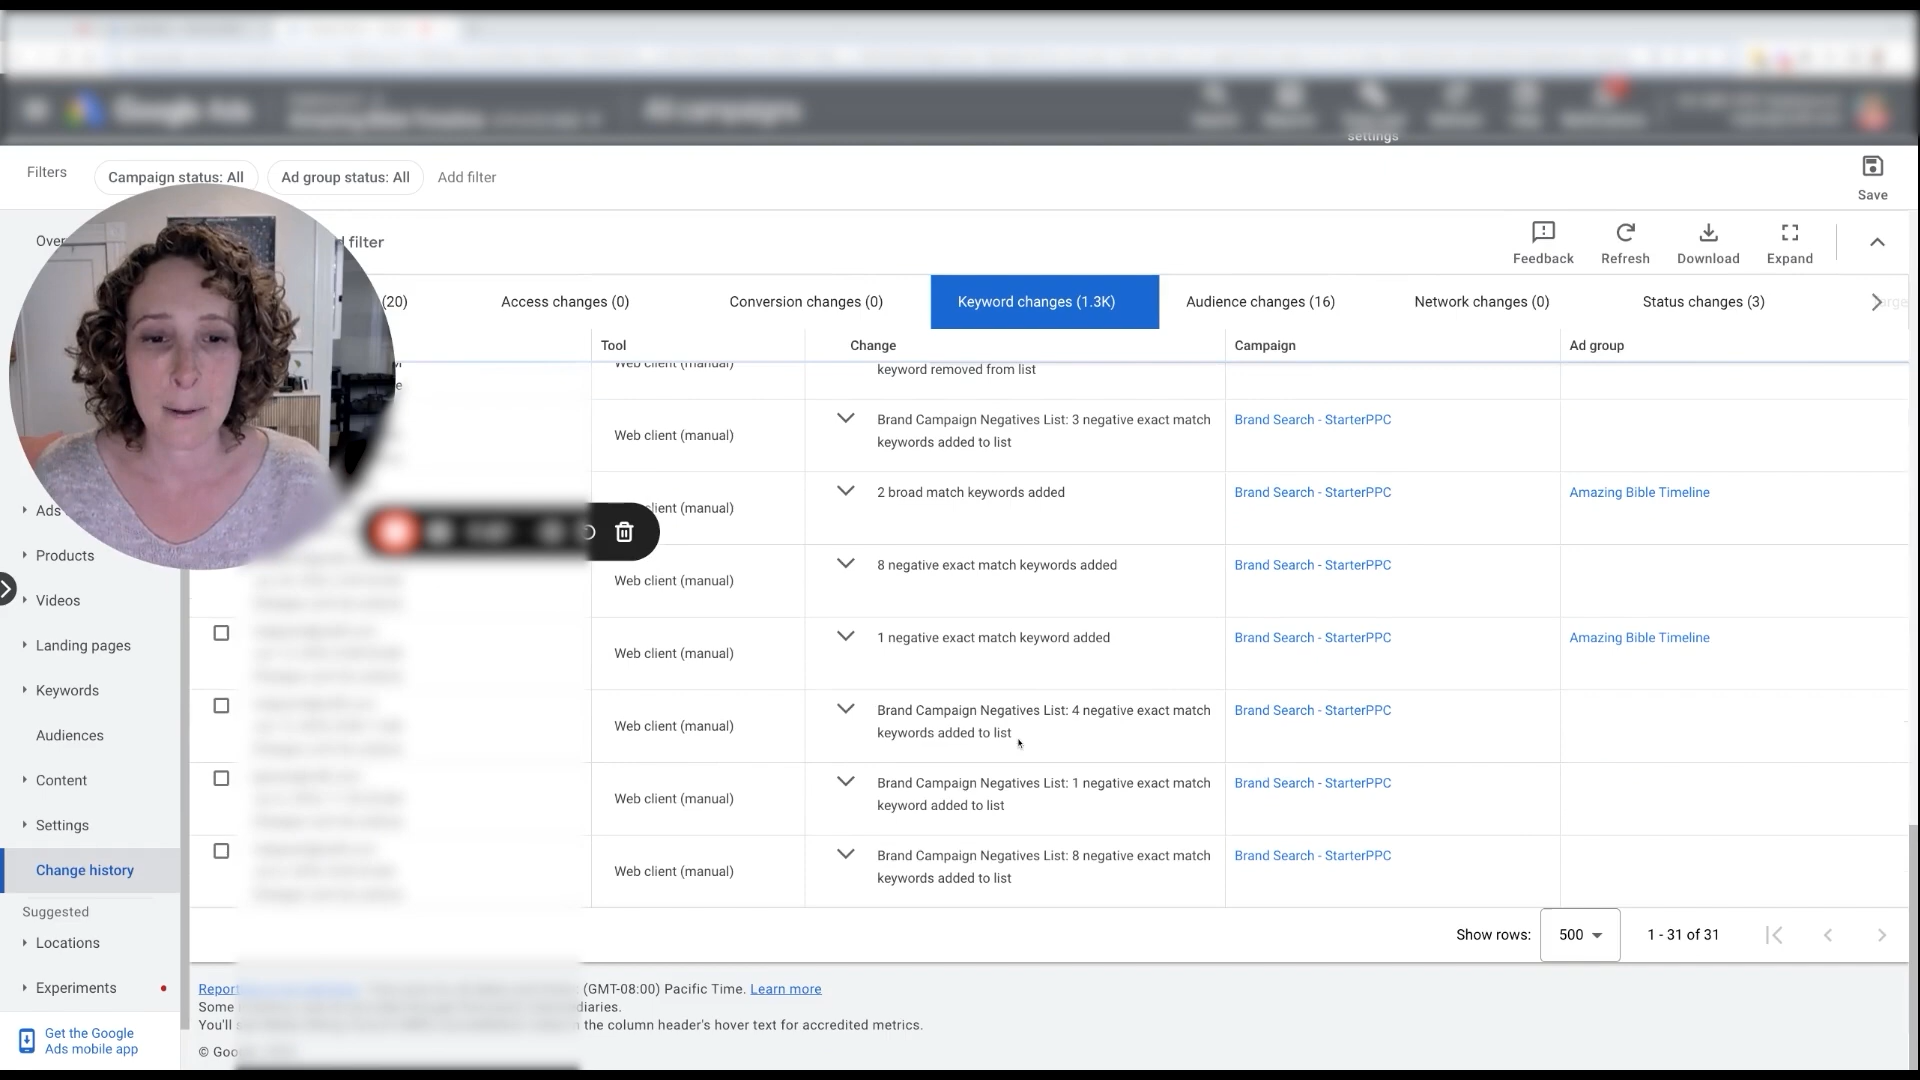 settings
Filters
Campaign status: All
Ad group status: All
Add filter
Save
filter
Feedback
Refresh
Download
Expand
(20)
Access changes (0)
Conversion changes (0)
Keyword changes (1.3K)
Audience changes (16)
Network changes (0)
Status changes (3)
Tool
Change
Campaign
Ad group
Web client (manual)
keyword removed from list
Web client (manual)
Brand Campaign Negatives List: 3 negative exact match
keywords added to list
Brand Search - StarterPPC
client (manual)
2 broad match keywords added
Brand Search - StarterPPC
Amazing Bible Timeline
Web client (manual)
8 negative exact match keywords added
Brand Search - StarterPPC
Web client (manual)
1 negative exact match keyword added
Brand Search - StarterPPC
Amazing Bible Timeline
Web client (manual)
Brand Campaign Negatives List: 4 negative exact match
keywords added to list
Brand Search - StarterPPC
Web client (manual)
Brand Campaign Negatives List: 1 negative exact match
keyword added to list
Brand Search - StarterPPC
Web client (manual)
Brand Campaign Negatives List: 8 negative exact match
keywords added to list
Brand Search - StarterPPC
Ads
Products
Videos
Landing pages
Keywords
Audiences
Content
Settings
Change history
Suggested
Locations
Experiments
Get the Google
Ads mobile app
Show rows:
500
1 - 31 of 31
(GMT-08:00) Pacific Time. Learn more
Some
the column header's hover text for accredited metrics.
©